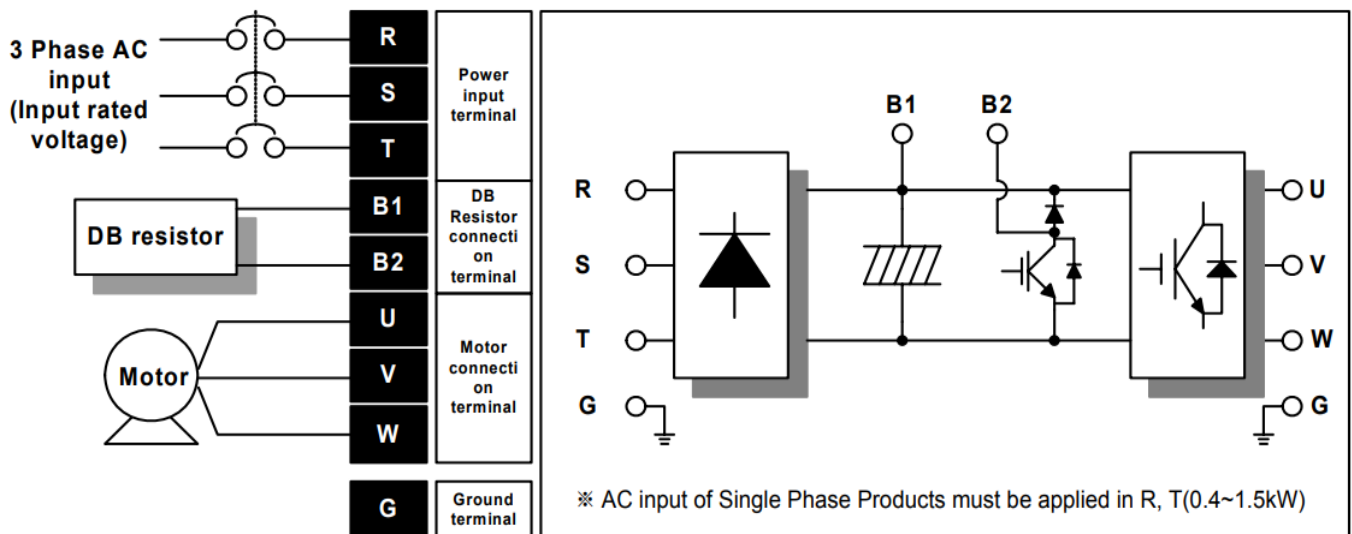 3 Phase AC
input
(Input rated
voltage)
R
S
T
Power
input
terminal
DB resistor
B1
B2
DB
Resistor
connecti
on
terminal
Motor
U
V
W
Motor
connecti
on
terminal
G
Ground
terminal
B1
B2
R
S
T
G
U
V
W
G
※ AC input of Single Phase Products must be applied in R, T(0.4~1.5kW)